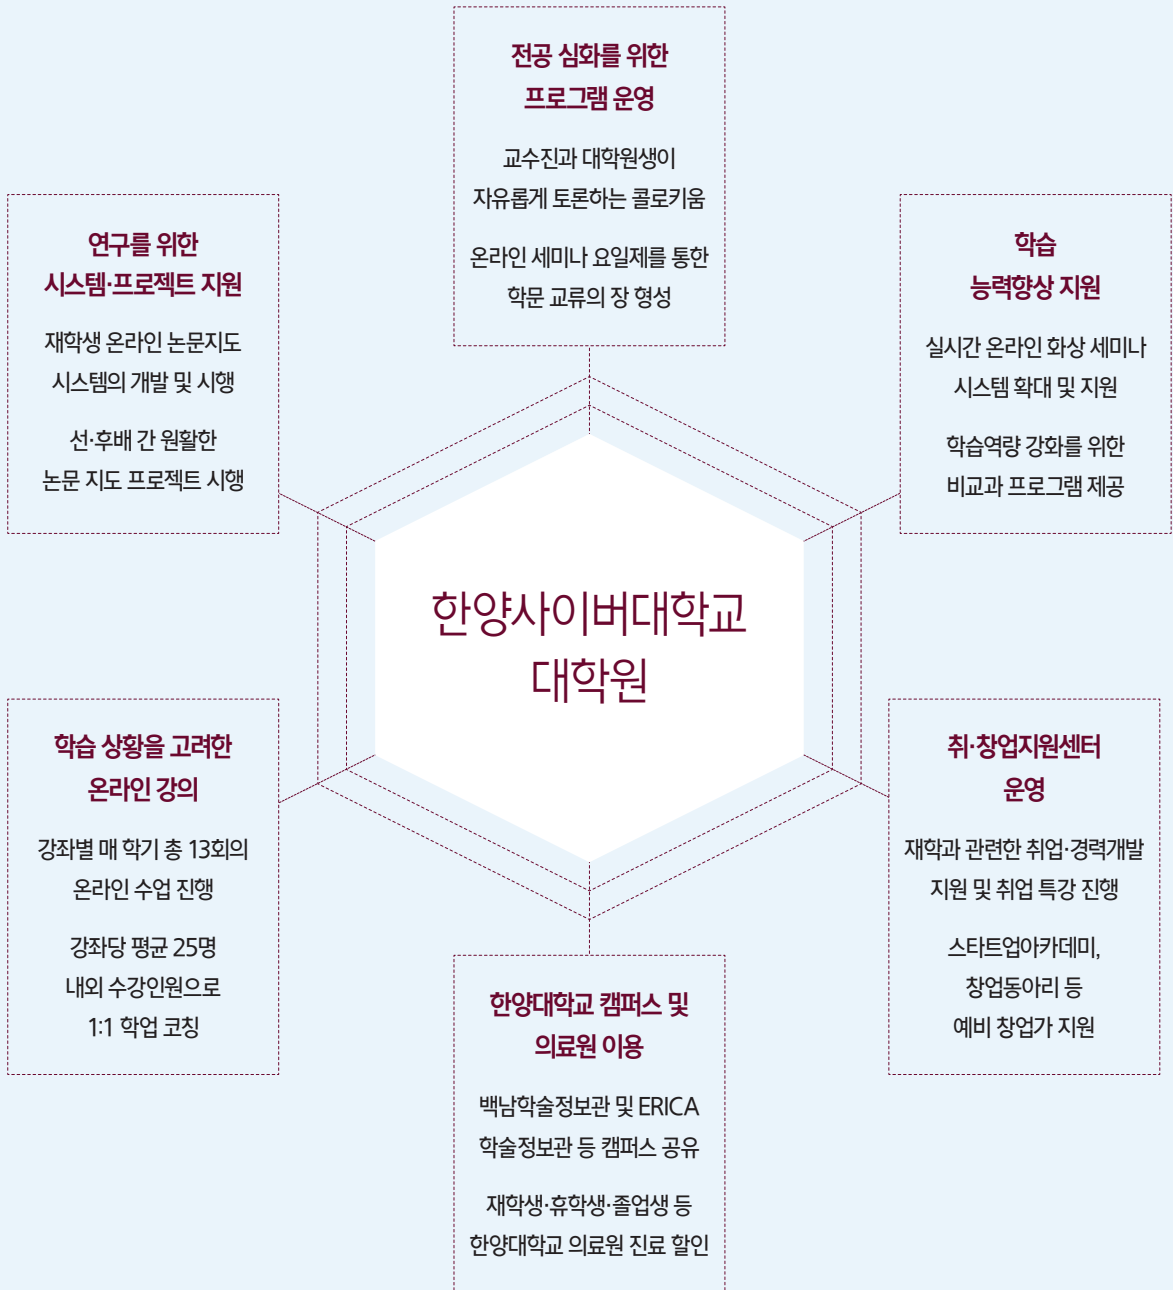 전공 심화를 위한
프로그램 운영
교수진과 대학원생이
자유롭게 토론하는 콜로키움
온라인 세미나 요일제를 통한
학문 교류의 장 형성
연구를 위한
시스템·프로젝트 지원
재학생 온라인 논문지도
시스템의 개발 및 시행
선·후배 간 원활한
논문 지도 프로젝트 시행
학습
능력향상 지원
실시간 온라인 화상 세미나
시스템 확대 및 지원
학습역량 강화를 위한
비교과 프로그램 제공
한양사이버대학교
대학원
학습 상황을 고려한
온라인 강의
강좌별 매 학기 총 13회의
온라인 수업 진행
강좌당 평균 25명
내외 수강인원으로
1:1 학업 코칭
취·창업지원센터
운영
재학과 관련한 취업·경력개발
지원 및 취업 특강 진행
스타트업아카데미,
창업동아리 등
예비 창업가 지원
한양대학교 캠퍼스 및
의료원 이용
백남학술정보관 및 ERICA
학술정보관 등 캠퍼스 공유
재학생·휴학생·졸업생 등
한양대학교 의료원 진료 할인